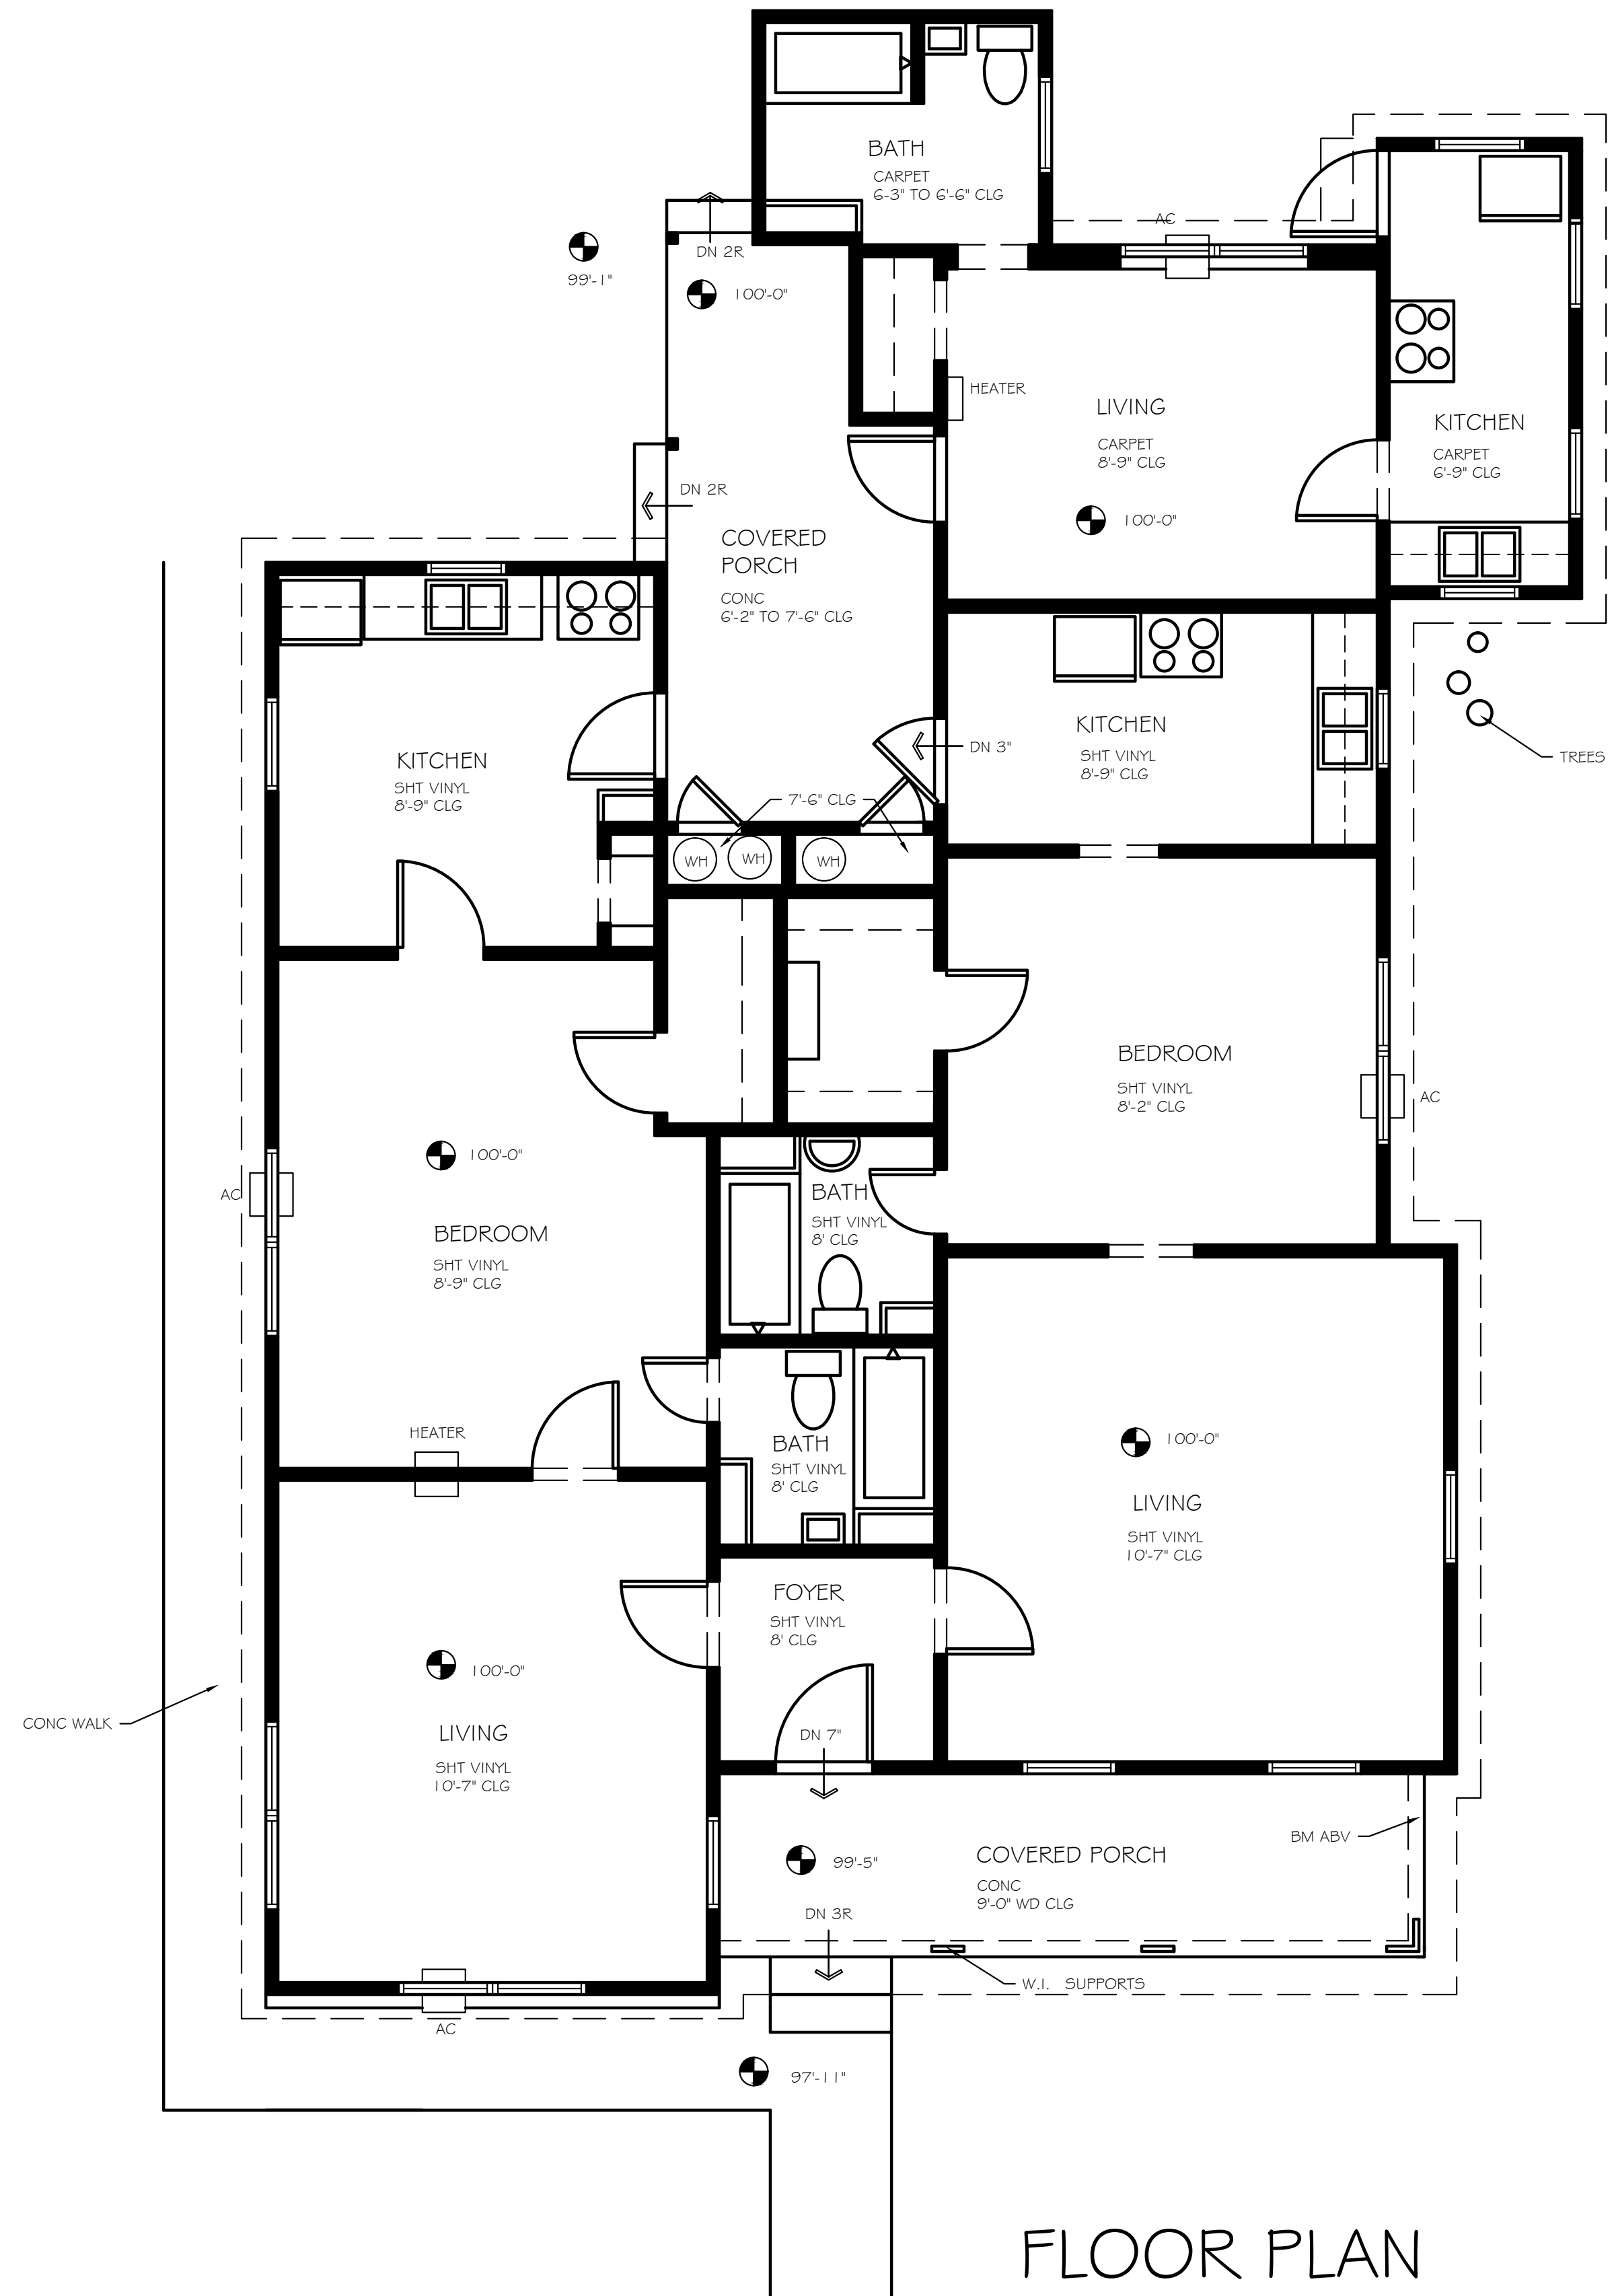 BATH
CARPET
6-3" TO 6'-6" CLG
AC
DN 2R
99'-1"
100'-0"
HEATER
LIVING
CARPET
8'-9" CLG
KITCHEN
CARPET
6'-9" CLG
DN 2R
100'-0"
COVERED
PORCH
CONC
6'-2" TO 7'-6" CLG
KITCHEN
SHT VINYL
8'-9" CLG
DN 3"
KITCHEN
SHT VINYL
8'-9" CLG
TREES
7'-6" CLG
WH
WH
WH
BEDROOM
SHT VINYL
8'-2" CLG
AC
100'-0"
AC
BEDROOM
SHT VINYL
8'-9" CLG
BATH
SHT VINYL
8' CLG
HEATER
BATH
SHT VINYL
8' CLG
100'-0"
LIVING
SHT VINYL
10'-7" CLG
FOYER
SHT VINYL
8' CLG
100'-0"
CONC WALK
LIVING
SHT VINYL
10'-7" CLG
DN 7"
BM ABV
99'-5"
COVERED PORCH
CONC
9'-0" WD CLG
DN 3R
W.I. SUPPORTS
AC
97'-11"
FLOOR PLAN